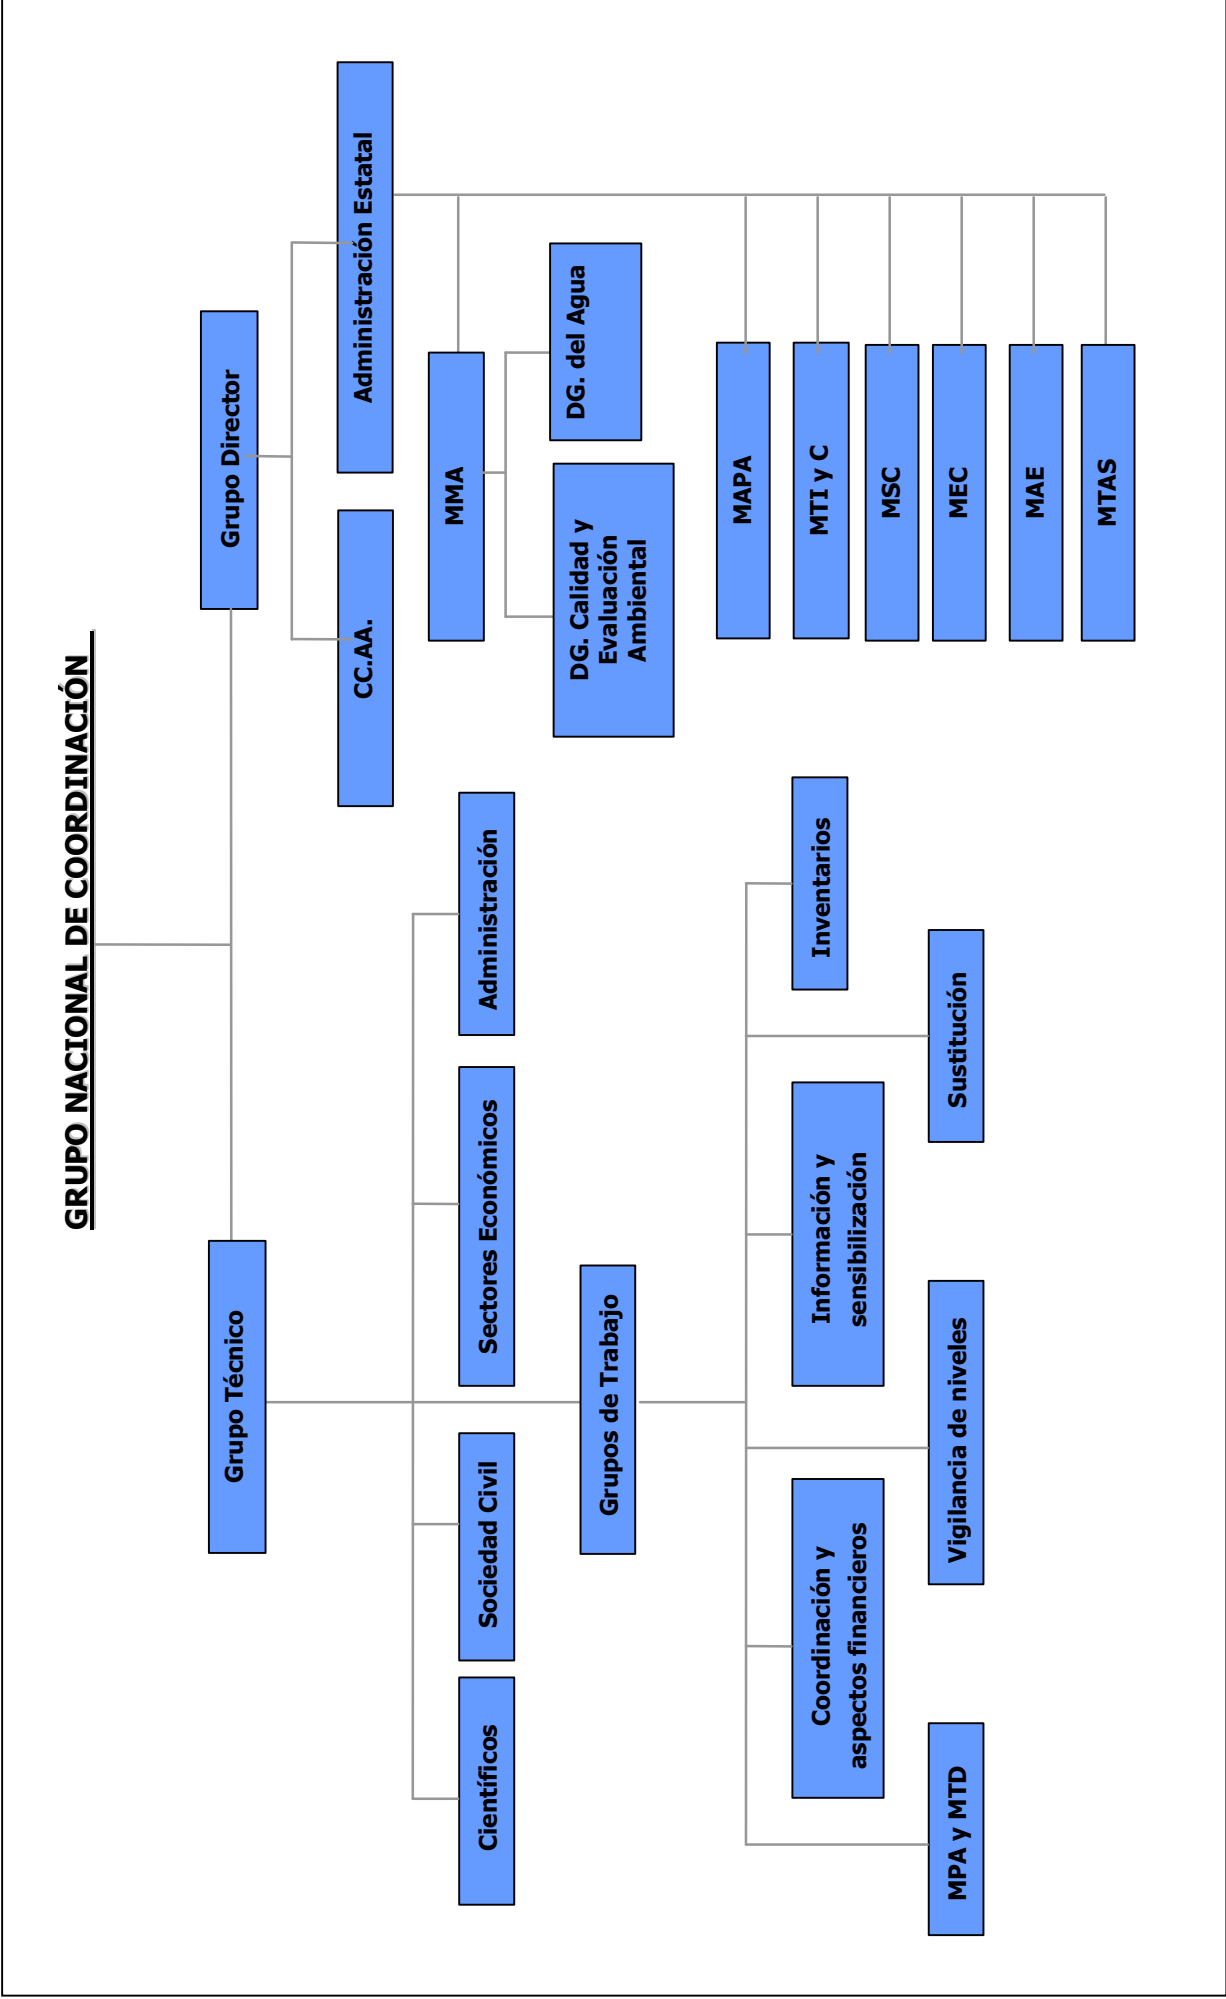 GRUPO NACIONAL DE COORDINACIÓN
Grupo Técnico
Grupo Director
CC.AA.
Administración Estatal
Científicos
Sociedad Civil
Sectores Económicos
Administración
MMA
Grupos de Trabajo
DG. Calidad y
Evaluación
Ambiental
DG. del Agua
MAPA
MTI y C
MSC
MEC
MAE
MTAS
Coordinación y
aspectos financieros
Información y
sensibilización
Inventarios
MPA y MTD
Vigilancia de niveles
Sustitución